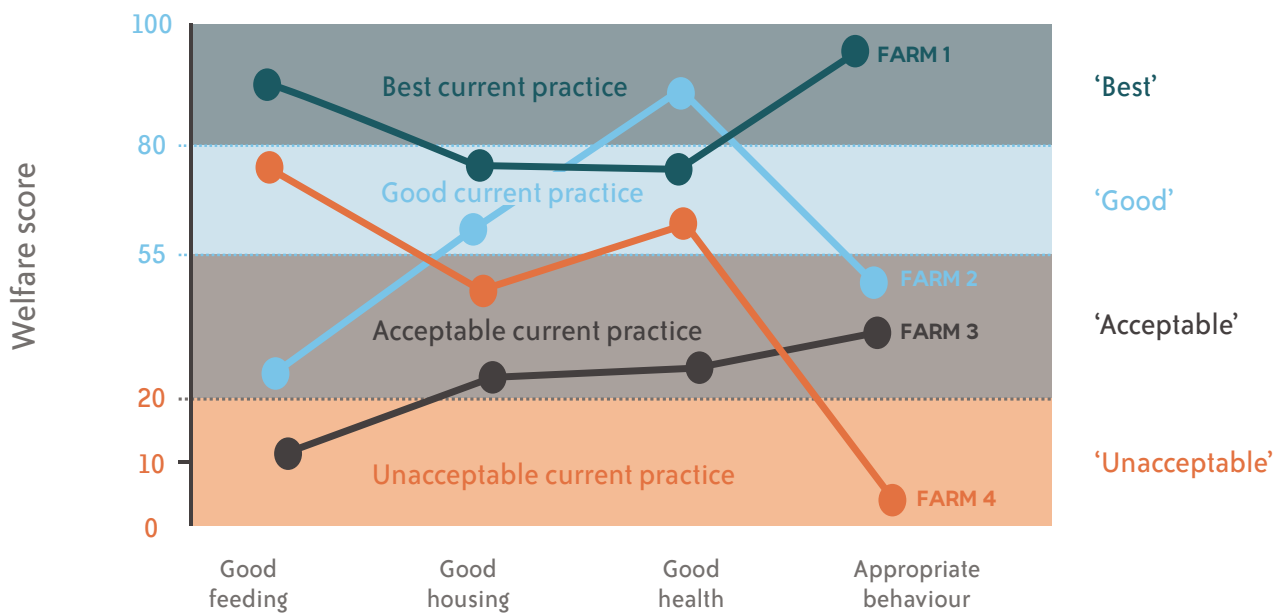 100
80
55
20
10
0
Welfare score
Best current practice
Good current practice
Acceptable current practice
Unacceptable current practice
FARM 1
FARM 2
FARM 3
FARM 4
‘Best’
‘Good’
‘Acceptable’
‘Unacceptable’
Good
feeding
Good
housing
Good
health
Appropriate
behaviour